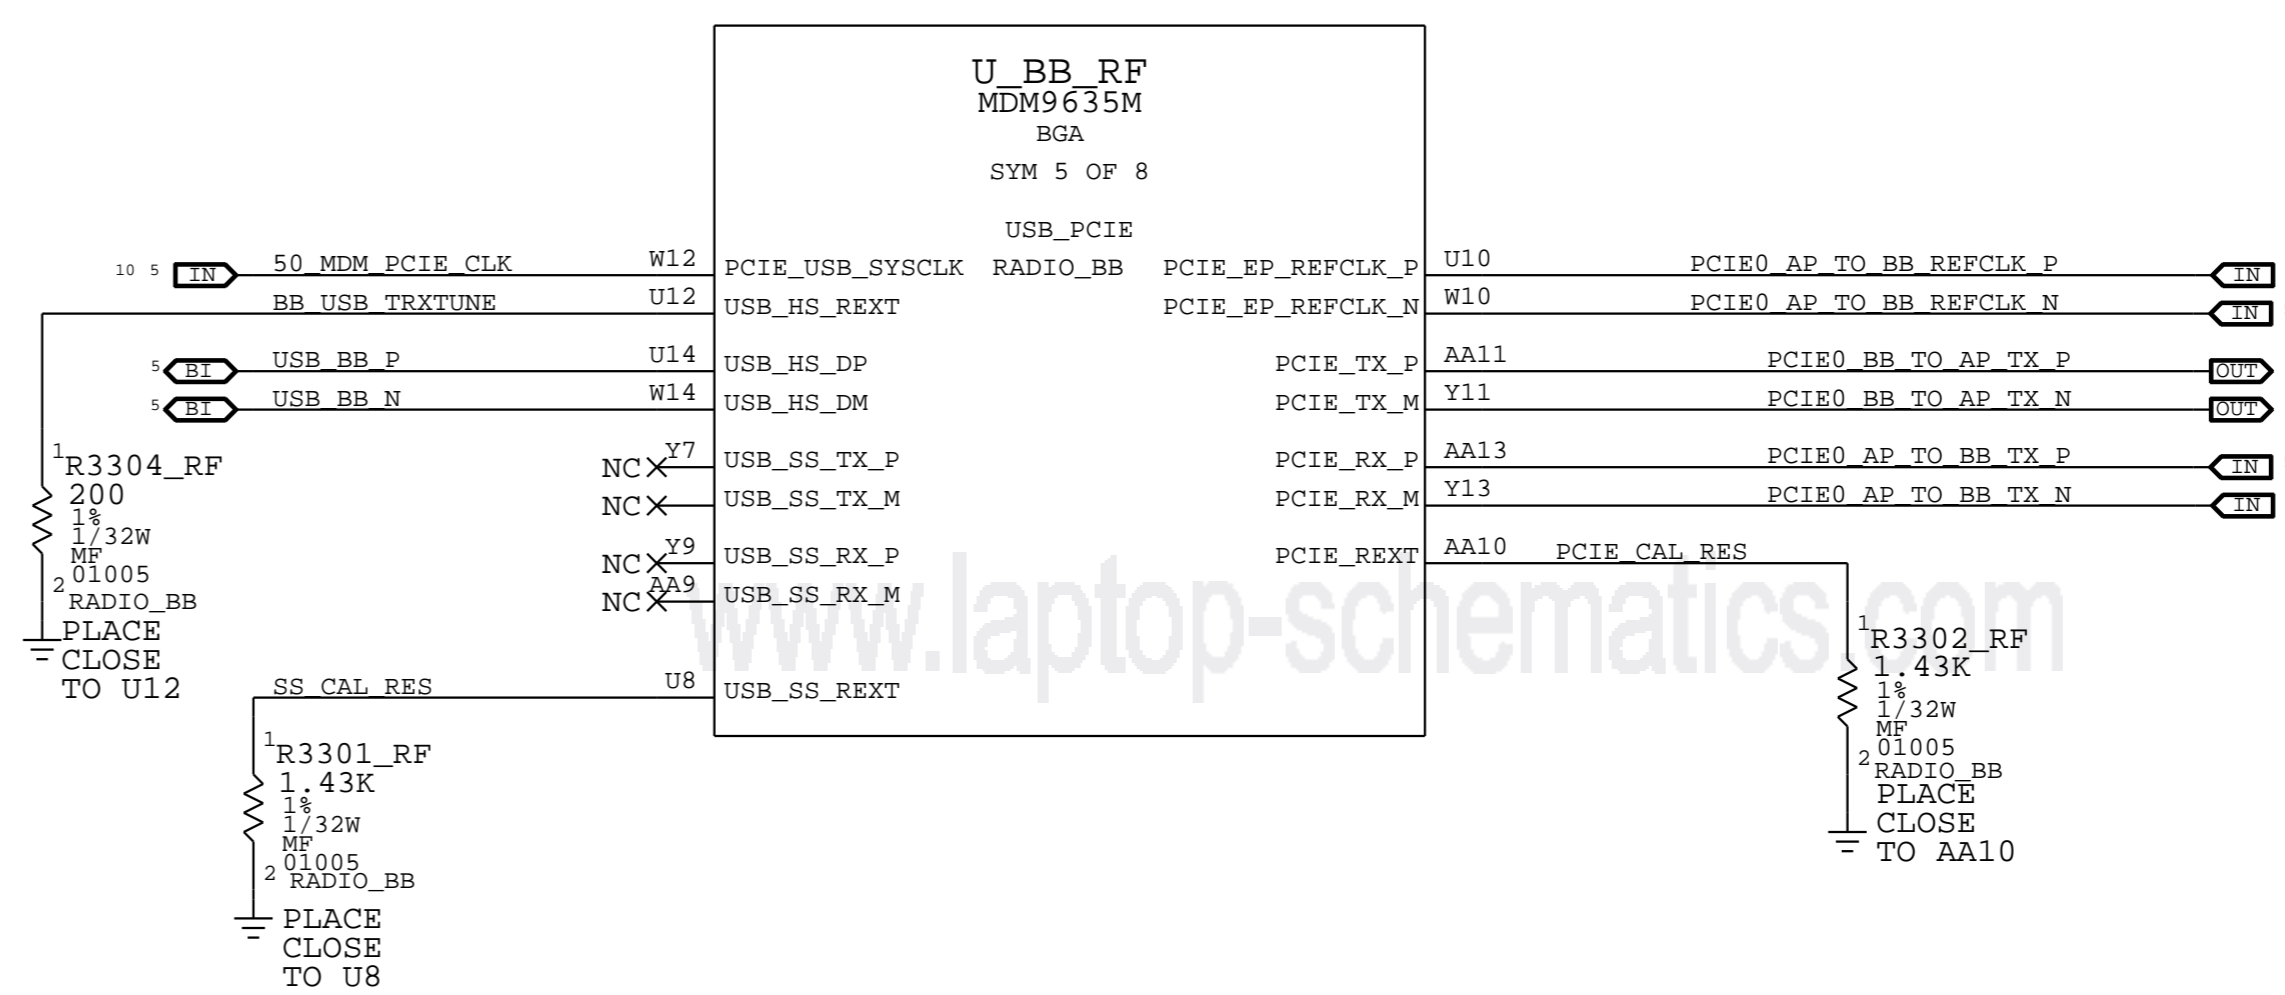 U_BB_RF
MDM9635M
BGA
SYM 5 OF 8
USB_PCIE
RADIO_BB
10 5 IN 50_MDM_PCIE_CLK W12 PCIE_USB_SYSCLK
BB_USB_TRXTUNE U12 USB_HS_REXT
5 BI USB_BB_P U14 USB_HS_DP
5 BI USB_BB_N W14 USB_HS_DM
NC Y7 USB_SS_TX_P
NC USB_SS_TX_M
NC Y9 USB_SS_RX_P
NC AA9 USB_SS_RX_M
SS_CAL_RES U8 USB_SS_REXT
PCIE_EP_REFCLK_P U10 PCIE0_AP_TO_BB_REFCLK_P IN
PCIE_EP_REFCLK_N W10 PCIE0_AP_TO_BB_REFCLK_N IN
PCIE_TX_P AA11 PCIE0_BB_TO_AP_TX_P OUT
PCIE_TX_M Y11 PCIE0_BB_TO_AP_TX_N OUT
PCIE_RX_P AA13 PCIE0_AP_TO_BB_TX_P IN
PCIE_RX_M Y13 PCIE0_AP_TO_BB_TX_N IN
PCIE_REXT AA10 PCIE_CAL_RES
1 R3304_RF
200
1%
1/32W
MF
01005
2 RADIO_BB
PLACE
CLOSE
TO U12
1 R3301_RF
1.43K
1%
1/32W
MF
01005
2 RADIO_BB
PLACE
CLOSE
TO U8
1 R3302_RF
1.43K
1%
1/32W
MF
01005
2 RADIO_BB
PLACE
CLOSE
TO AA10
www.laptop-schematics.com